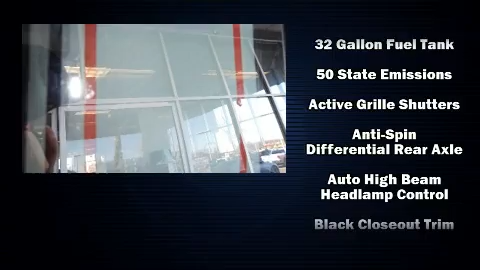 32 Gallon Fuel Tank
50 State Emissions
Active Grille Shutters
Anti-Spin
Differential Rear Axle
Auto High Beam
Headlamp Control
Black Closeout Trim